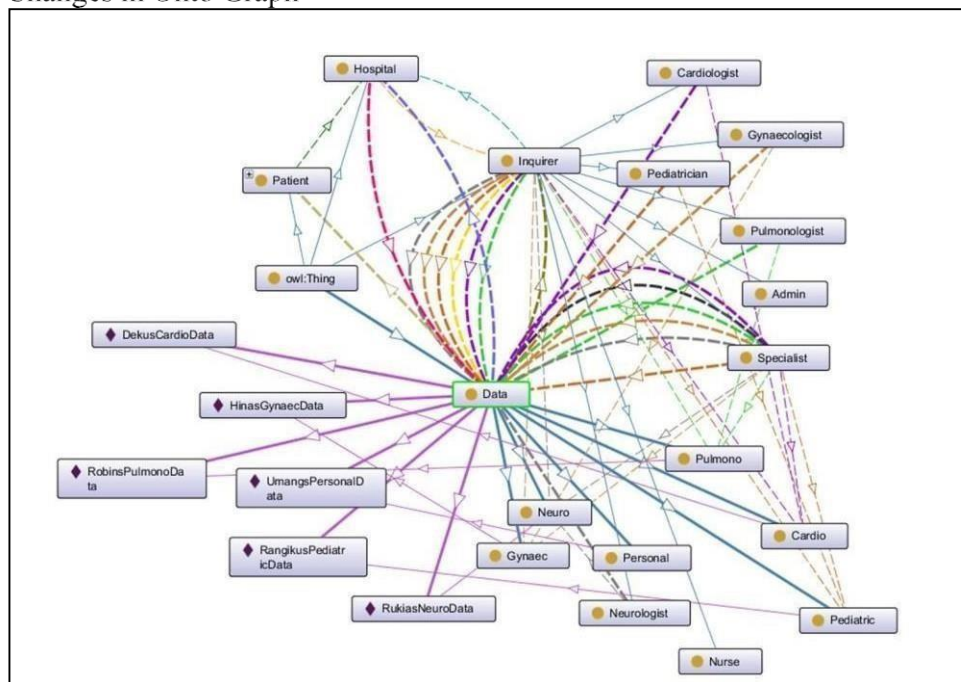 Changes in Onto Graph
Hospital
Cardiologist
Gynaecologist
Inquirer
Pediatrician
Patient
Pulmonologist
owl:Thing
Admin
DekusCardioData
Specialist
Data
HinasGynaecData
Pulmono
RobinsPulmonoDa
ta
UmangsPersonalD
ata
Neuro
Cardio
RangikusPediatr
icData
Gynaec
Personal
RukiasNeuroData
Neurologist
Pediatric
Nurse